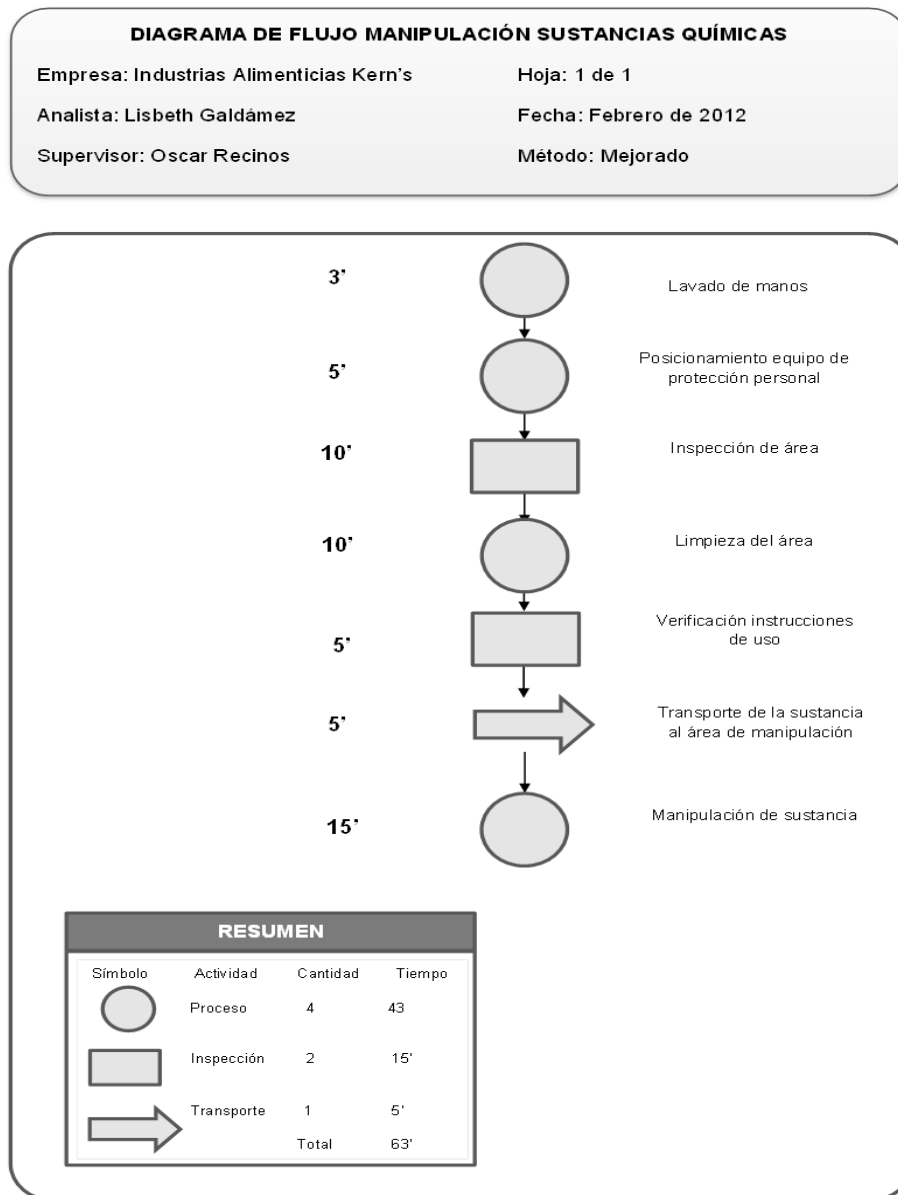 DIAGRAMA DE FLUJO MANIPULACIÓN SUSTANCIAS QUÍMICAS
Empresa: Industrias Alimenticias Kern's Hoja: 1 de 1
Analista: Lisbeth Galdámez Fecha: Febrero de 2012
Supervisor: Oscar Recinos Método: Mejorado
3’ Lavado de manos
5’ Posicionamiento equipo de
protección personal
10’ Inspección de área
10’ Limpieza del área
5’ Verificación instrucciones
de uso
5’ Transporte de la sustancia
al área de manipulación
15’ Manipulación de sustancia
RESUMEN
Símbolo Actividad Cantidad Tiempo
Proceso 4 43
Inspección 2 15'
Transporte 1 5'
Total 63'